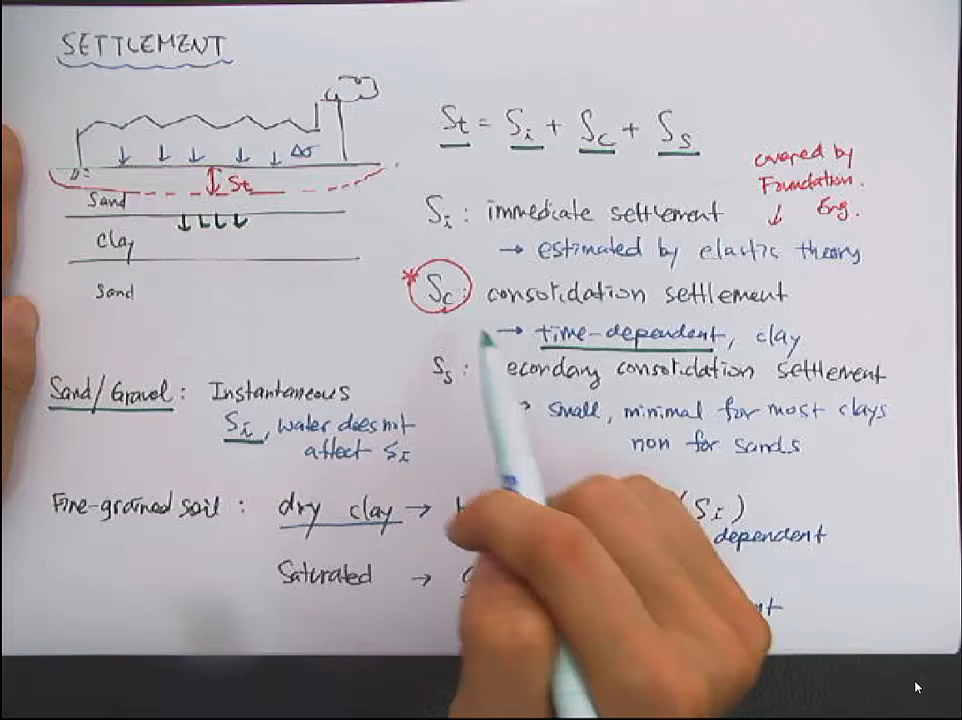 SETTLEMENT
St = Si + Sc + Ss
Δσ
St
Sand
Clay
Sand
covered by
Foundation
Eng.
Si : immediate settlement
→ estimated by elastic theory
* Sc : consolidation settlement
→ time-dependent, clay
Ss : econdary consolidation settlement
small, minimal for most clays
non for sands
Sand/Gravel : Instantaneous
Si, water does not
affect Si
Fine-grained soil : dry clay → (Si)
dependent
Saturated →